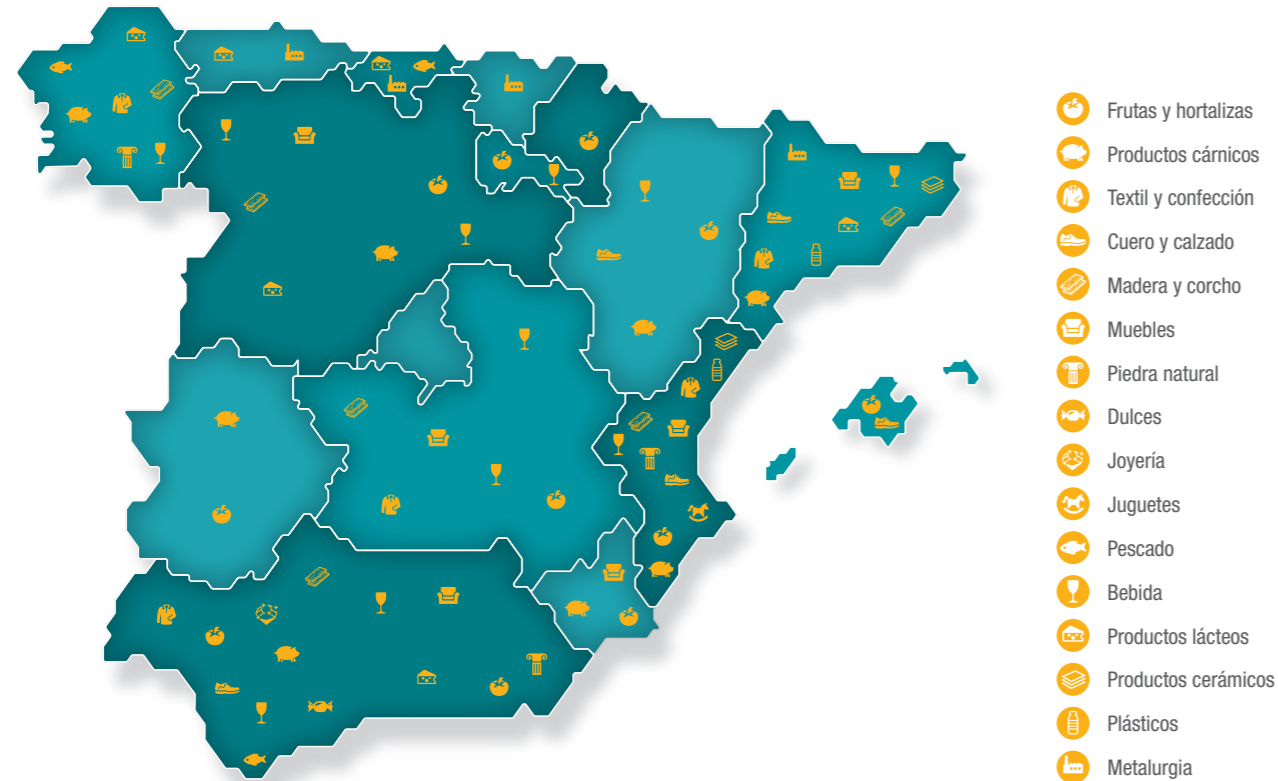 Frutas y hortalizas
Productos cárnicos
Textil y confección
Cuero y calzado
Madera y corcho
Muebles
Piedra natural
Dulces
Joyería
Juguetes
Pescado
Bebida
Productos lácteos
Productos cerámicos
Plásticos
Metalurgia